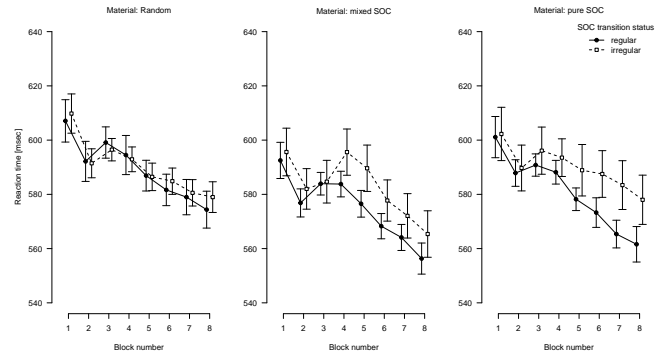 Material: Random
Material: mixed SOC
Material: pure SOC
SOC transition status
regular
irregular
Reaction time [msec]
640
620
600
580
560
540
640
620
600
580
560
540
640
620
600
580
560
540
1 2 3 4 5 6 7 8
1 2 3 4 5 6 7 8
1 2 3 4 5 6 7 8
Block number
Block number
Block number